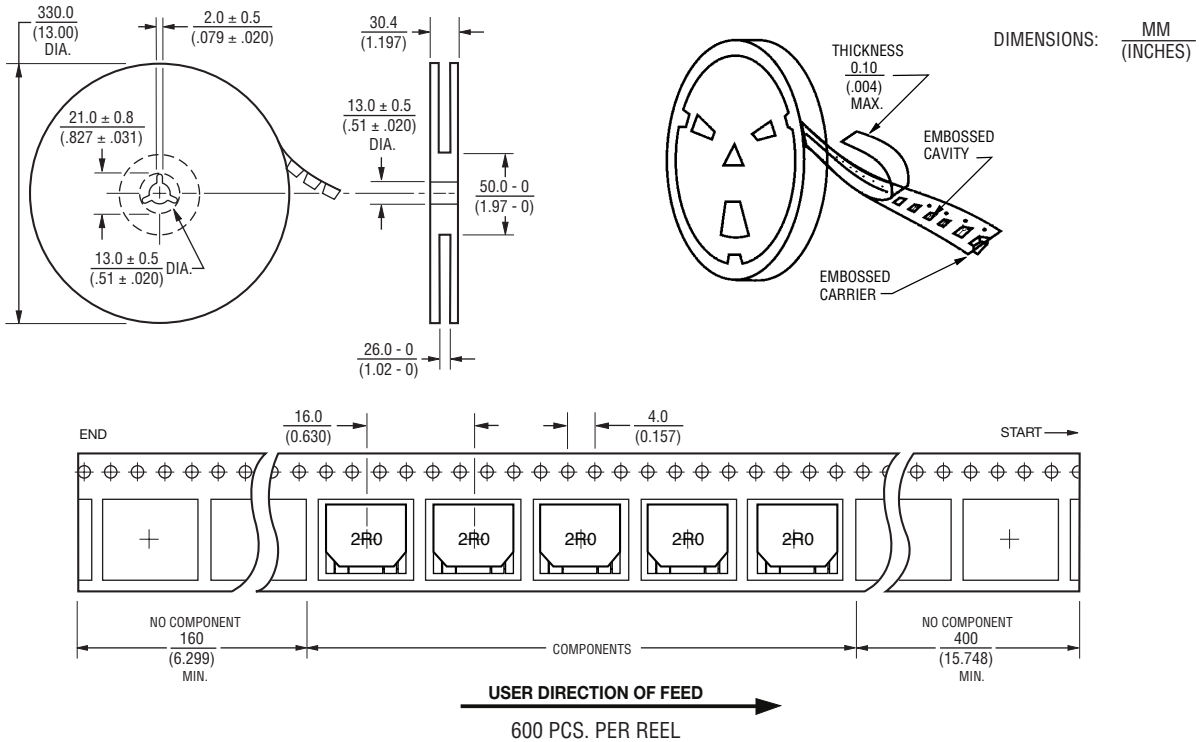 330.0
(13.00)
DIA.
2.0 ± 0.5
(.079 ± .020)
30.4
(1.197)
DIMENSIONS: MM
(INCHES)
THICKNESS
0.10
(.004)
MAX.
21.0 ± 0.8
(.827 ± .031)
13.0 ± 0.5
(.51 ± .020)
DIA.
EMBOSSED
CAVITY
50.0 - 0
(1.97 - 0)
13.0 ± 0.5
(.51 ± .020) DIA.
EMBOSSED
CARRIER
26.0 - 0
(1.02 - 0)
16.0
(0.630)
4.0
(0.157)
END
START
2R0 2R0 2R0 2R0 2R0
NO COMPONENT
160
(6.299)
MIN.
COMPONENTS
NO COMPONENT
400
(15.748)
MIN.
USER DIRECTION OF FEED
600 PCS. PER REEL